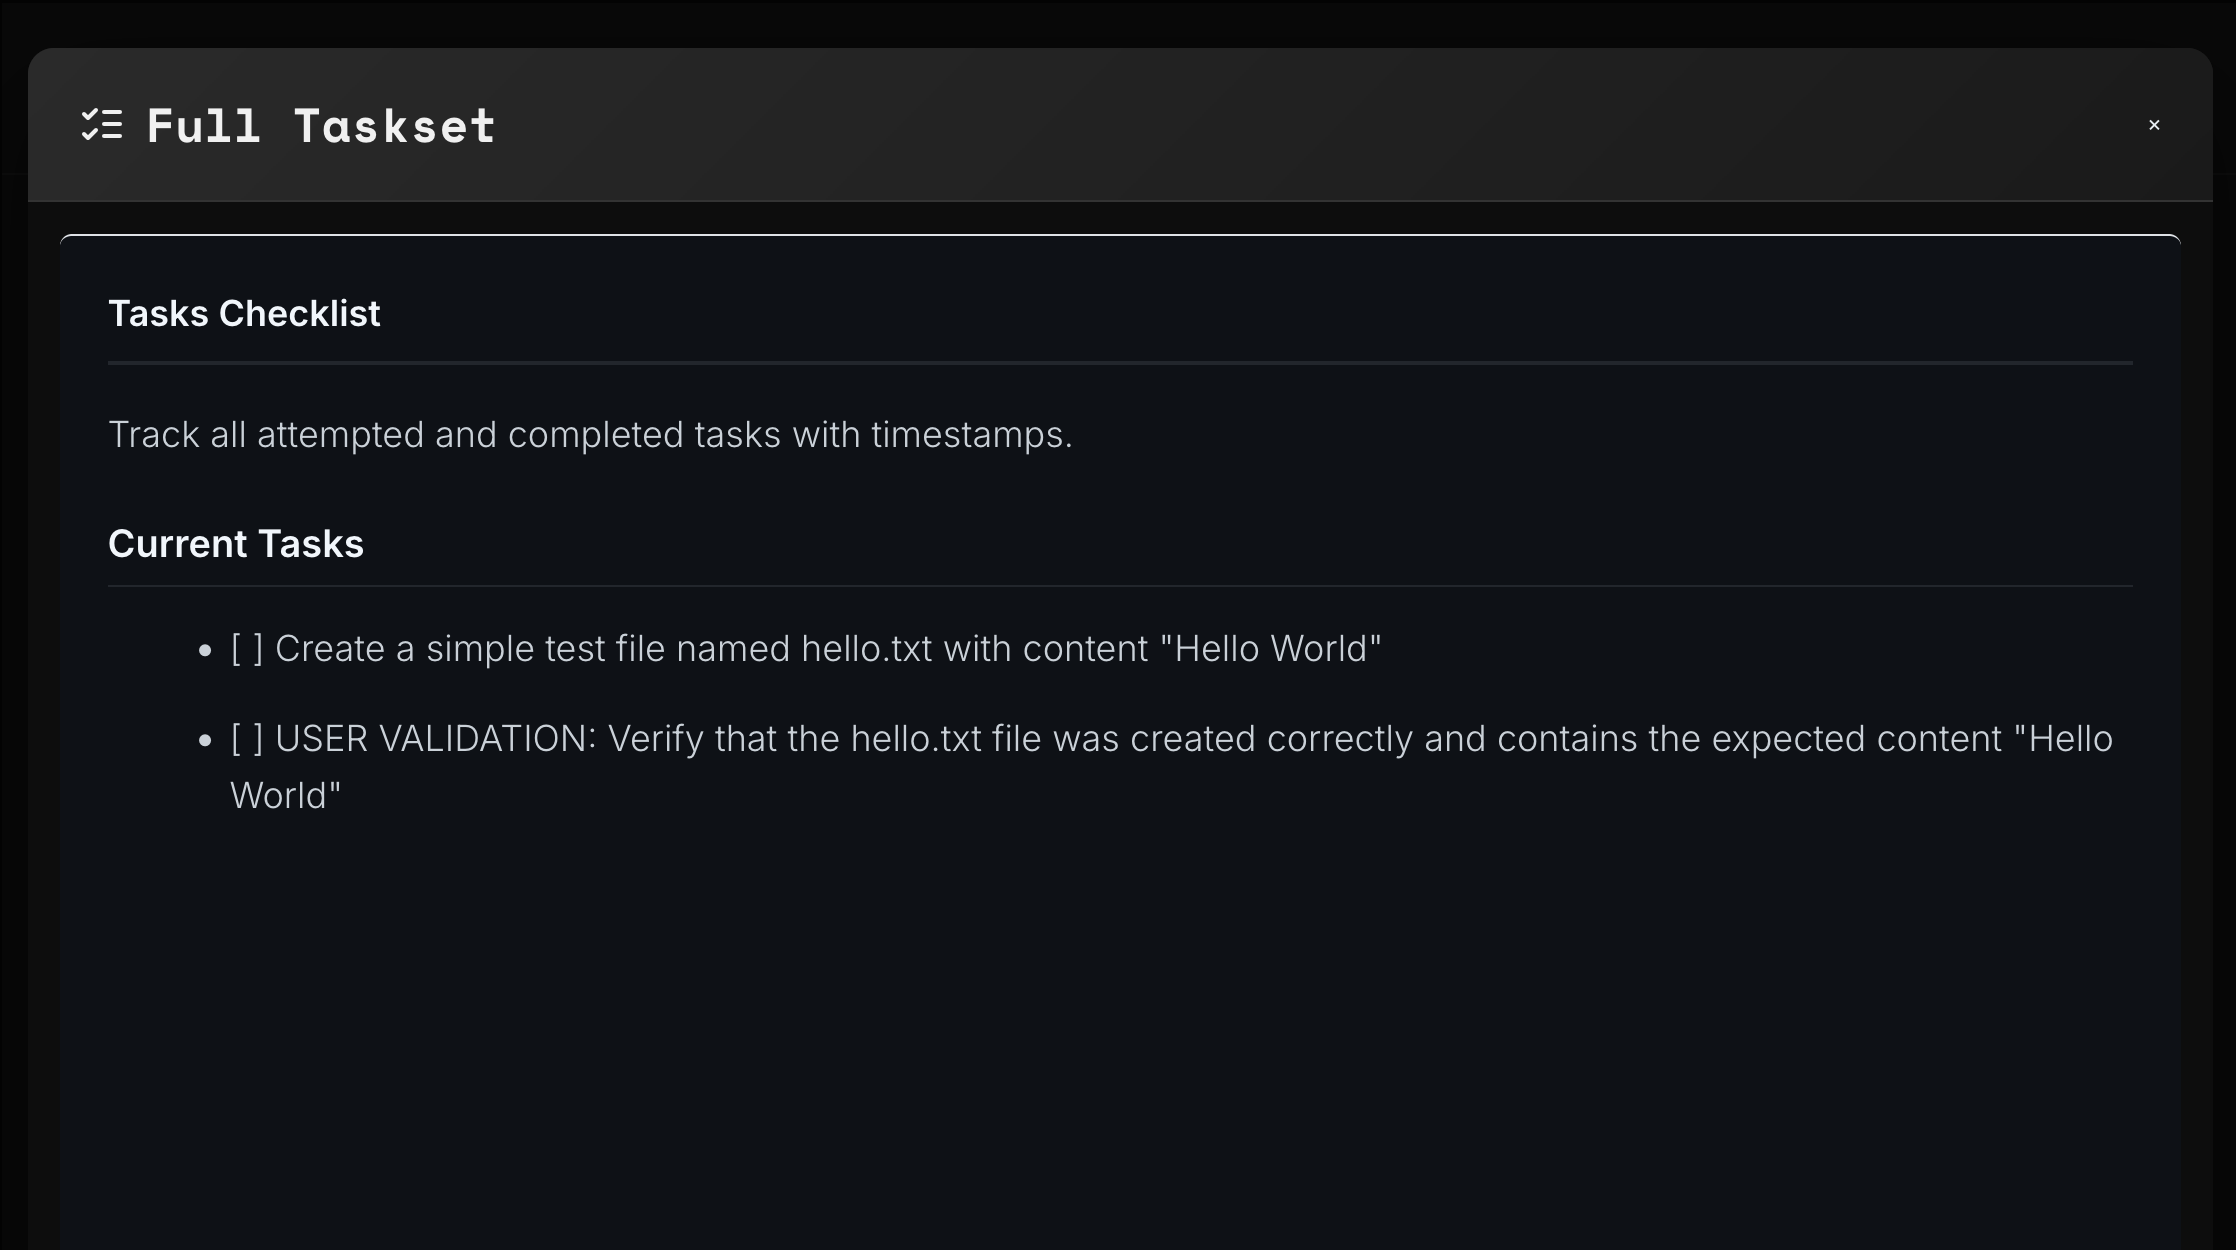 Full Taskset
×
Tasks Checklist
Track all attempted and completed tasks with timestamps.
Current Tasks
• [ ] Create a simple test file named hello.txt with content "Hello World"
• [ ] USER VALIDATION: Verify that the hello.txt file was created correctly and contains the expected content "Hello
World"